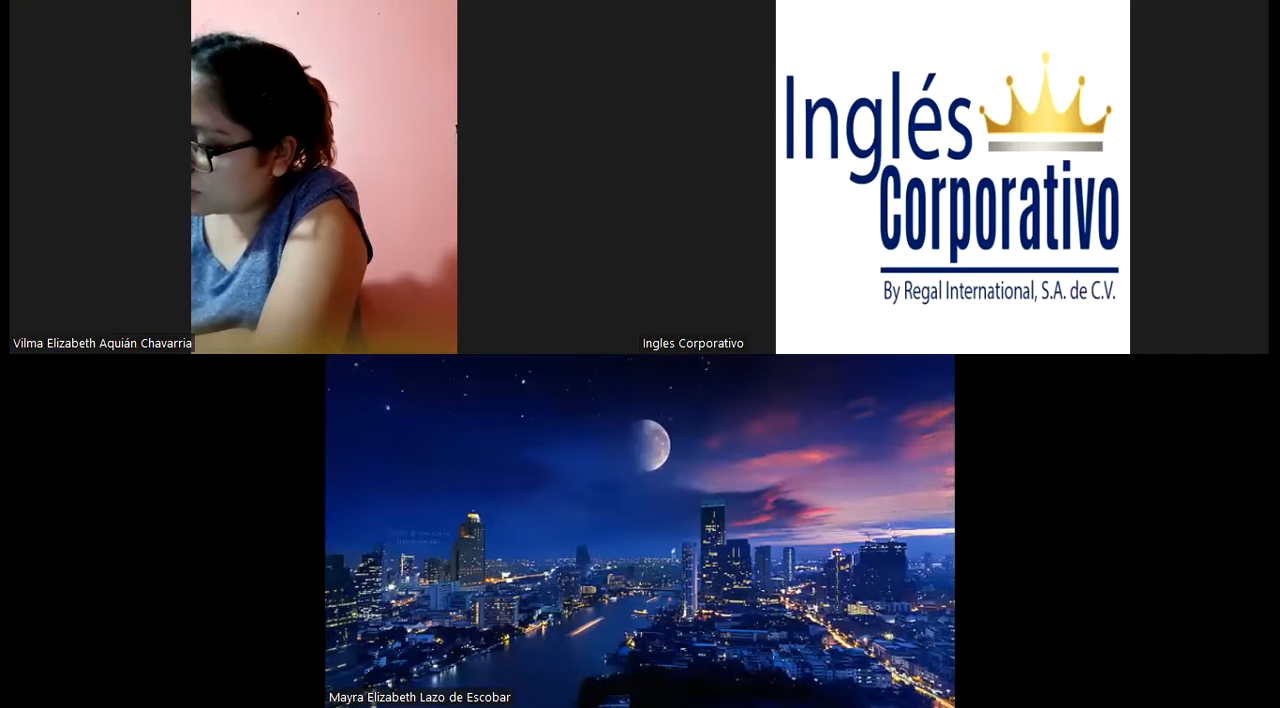 Inglés
Corporativo
By Regal International, S.A. de C.V.
Vilma Elizabeth Aquián Chavarria
Ingles Corporativo
Mayra Elizabeth Lazo de Escobar